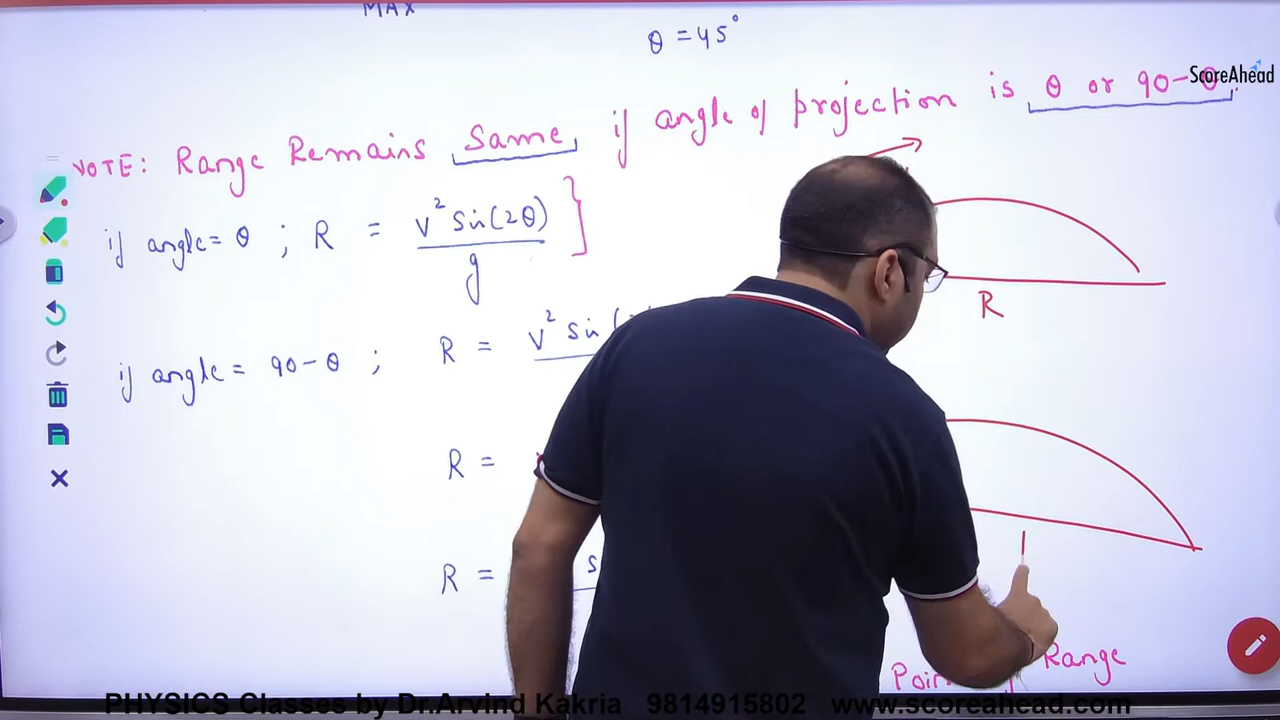 MAX
θ = 45°
ScoreAhead
NOTE: Range Remains Same if angle of projection is θ or 90-θ.
if angle = θ ; R = v² Sin(2θ) / g
R
if angle = 90-θ ; R = v² Sin (
R =
R = s
Range
PHYSICS Classes by Dr.Arvind Kakria 9814915802 www.scoreahead.com